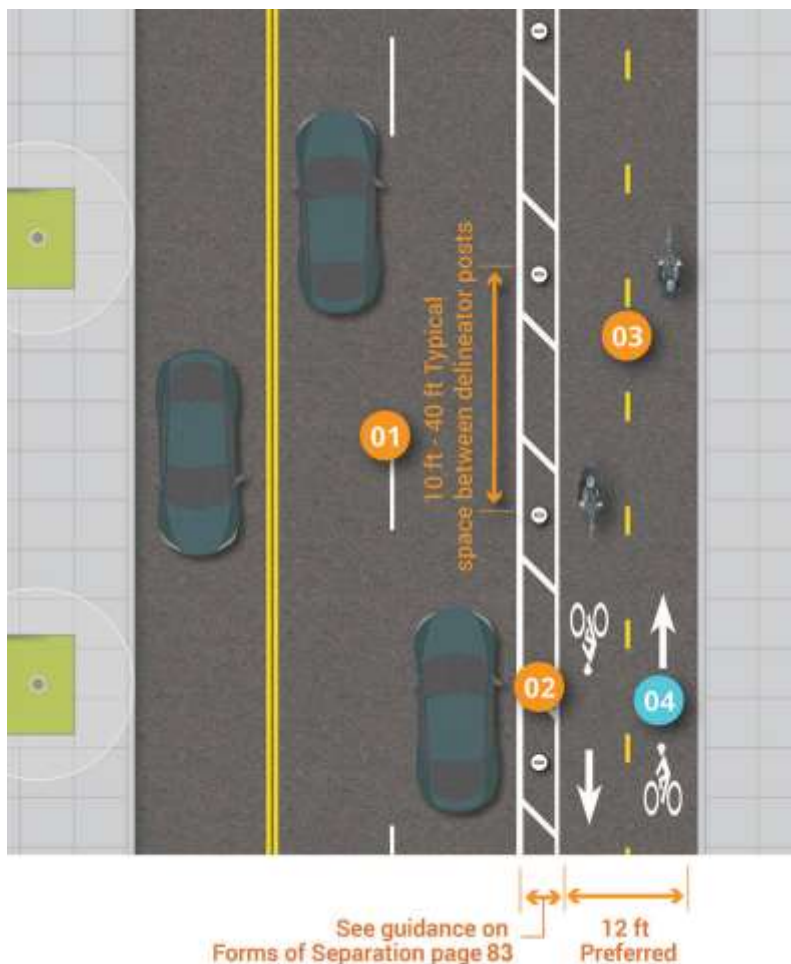 10 ft - 40 ft Typical
space between delineator posts
03
01
02
04
See guidance on
Forms of Separation page 83
12 ft
Preferred